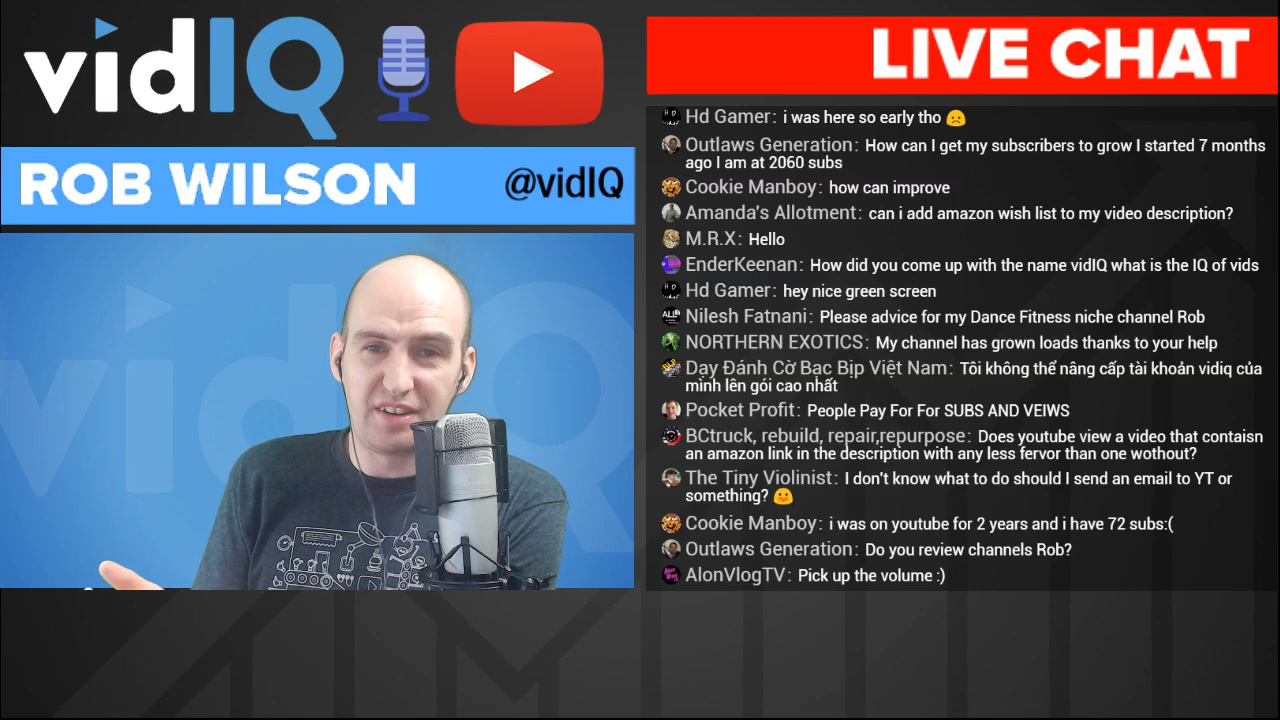 vidIQ
ROB WILSON @vidIQ
LIVE CHAT
Hd Gamer: i was here so early tho ☹️
Outlaws Generation: How can I get my subscribers to grow I started 7 months
ago I am at 2060 subs
Cookie Manboy: how can improve
Amanda's Allotment: can i add amazon wish list to my video description?
M.R.X: Hello
EnderKeenan: How did you come up with the name vidIQ what is the IQ of vids
Hd Gamer: hey nice green screen
Nilesh Fatnani: Please advice for my Dance Fitness niche channel Rob
NORTHERN EXOTICS: My channel has grown loads thanks to your help
Dạy Đánh Cờ Bạc Bịp Việt Nam: Tôi không thể nâng cấp tài khoản vidiq của
mình lên gói cao nhất
Pocket Profit: People Pay For For SUBS AND VEIWS
BCtruck, rebuild, repair,repurpose: Does youtube view a video that contaisn
an amazon link in the description with any less fervor than one wothout?
The Tiny Violinist: I don't know what to do should I send an email to YT or
something? 😛
Cookie Manboy: i was on youtube for 2 years and i have 72 subs:(
Outlaws Generation: Do you review channels Rob?
AlonVlogTV: Pick up the volume :)